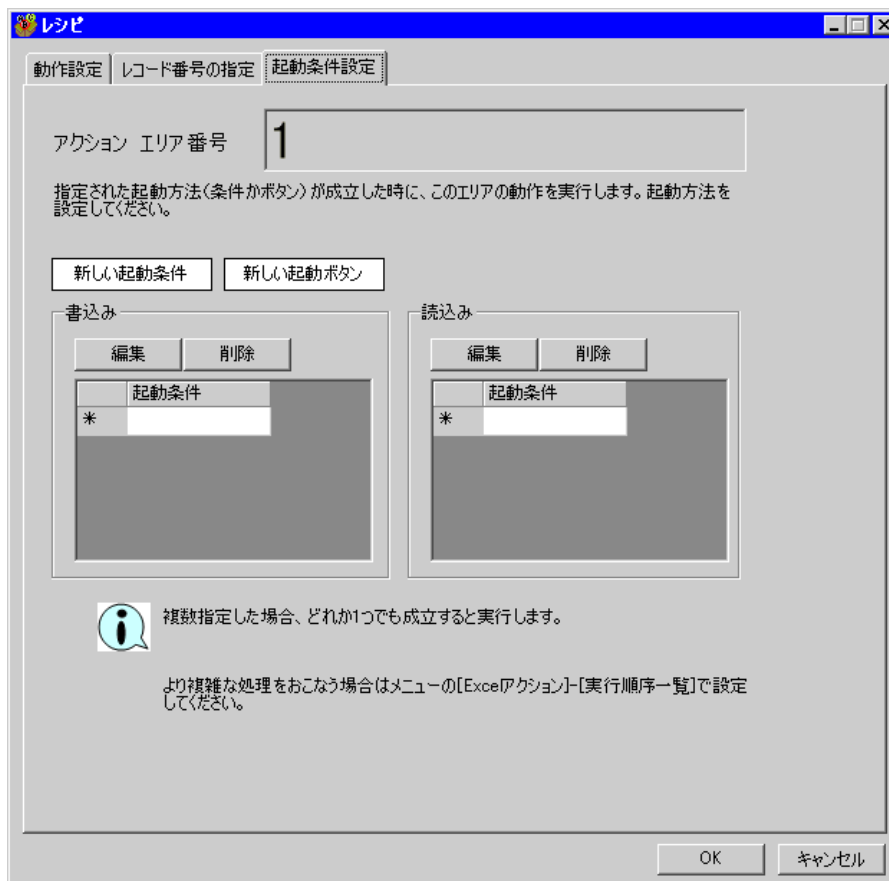 レシピ
動作設定 レコード番号の指定 起動条件設定
アクション エリア番号 1
指定された起動方法(条件かボタン)が成立した時に、このエリアの動作を実行します。起動方法を
設定してください。
新しい起動条件 新しい起動ボタン
書込み 読込み
編集 削除 編集 削除
起動条件 起動条件
* *
複数指定した場合、どれか1つでも成立すると実行します。
より複雑な処理をおこなう場合はメニューの[Excelアクション]-[実行順序一覧]で設定
してください。
OK キャンセル